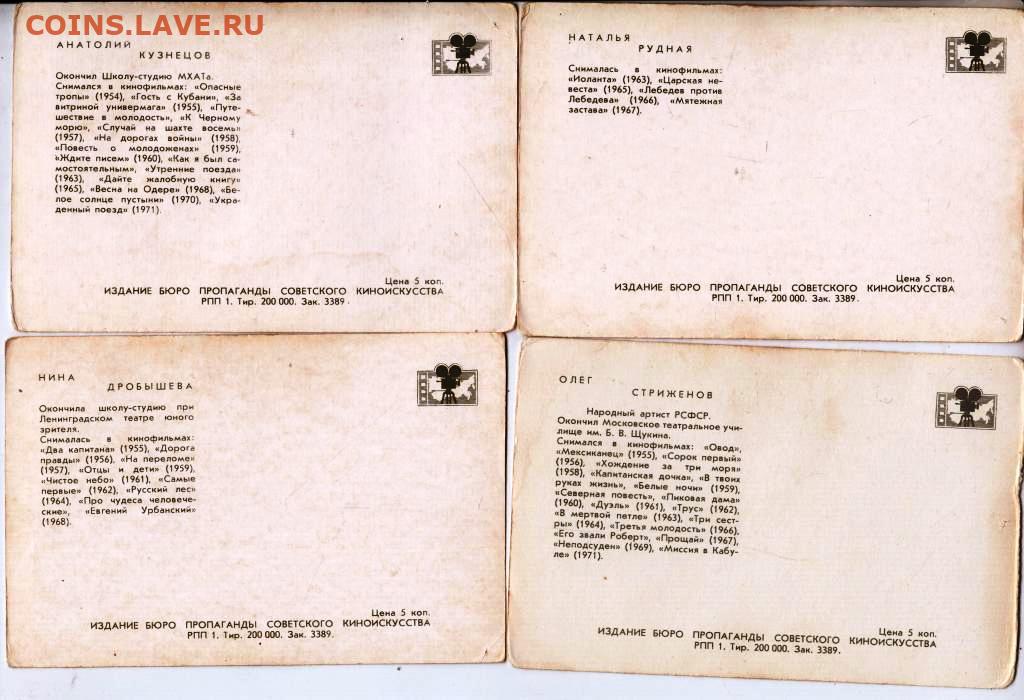 COINS.LAVE.RU
АНАТОЛИЙ
КУЗНЕЦОВ
Окончил Школу-студию МХАТа.
Снимался в кинофильмах: «Опасные
тропы» (1954), «Гость с Кубани», «За
витриной универмага» (1955), «Путе-
шествие в молодость», «К Черному
морю», «Случай на шахте восемь»
(1957), «На дорогах войны» (1958),
«Повесть о молодоженах» (1959),
«Ждите писем» (1960), «Как я был са-
мостоятельным», «Утренние поезда»
(1963), «Дайте жалобную книгу»
(1965), «Весна на Одере» (1968), «Бе-
лое солнце пустыни» (1970), «Укра-
денный поезд» (1971).
Цена 5 коп.
ИЗДАНИЕ БЮРО ПРОПАГАНДЫ СОВЕТСКОГО КИНОИСКУССТВА
РПП 1. Тир. 200 000. Зак. 3389.
НАТАЛЬЯ
РУДНАЯ
Снималась в кинофильмах:
«Иоланта» (1963), «Царская не-
веста» (1965), «Лебедев против
Лебедева» (1966), «Мятежная
застава» (1967).
Цена 5 коп.
ИЗДАНИЕ БЮРО ПРОПАГАНДЫ СОВЕТСКОГО КИНОИСКУССТВА
РПП 1. Тир. 200 000. Зак. 3389.
НИНА
ДРОБЫШЕВА
Окончила школу-студию при
Ленинградском театре юного
зрителя.
Снималась в кинофильмах:
«Два капитана» (1955), «Дорога
правды» (1956), «На переломе»
(1957), «Отцы и дети» (1959),
«Чистое небо» (1961), «Самые
первые» (1962), «Русский лес»
(1964), «Про чудеса человече-
ские», «Евгений Урбанский»
(1968).
Цена 5 коп.
ИЗДАНИЕ БЮРО ПРОПАГАНДЫ СОВЕТСКОГО КИНОИСКУССТВА
РПП 1. Тир. 200 000. Зак. 3389.
ОЛЕГ
СТРИЖЕНОВ
Народный артист РСФСР.
Окончил Московское театральное учи-
лище им. Б. В. Щукина.
Снимался в кинофильмах: «Овод»,
«Мексиканец» (1955), «Сорок первый»
(1956), «Хождение за три моря»
(1958), «Капитанская дочка», «В твоих
руках жизнь», «Белые ночи» (1959),
«Северная повесть», «Пиковая дама»
(1960), «Дуэль» (1961), «Трус» (1962),
«В мертвой петле» (1963), «Три сест-
ры» (1964), «Третья молодость» (1966),
«Его звали Роберт», «Прощай» (1967),
«Неподсуден» (1969), «Миссия в Кабу-
ле» (1971).
Цена 5 коп.
ИЗДАНИЕ БЮРО ПРОПАГАНДЫ СОВЕТСКОГО КИНОИСКУССТВА
РПП 1. Тир. 200 000. Зак. 3389.